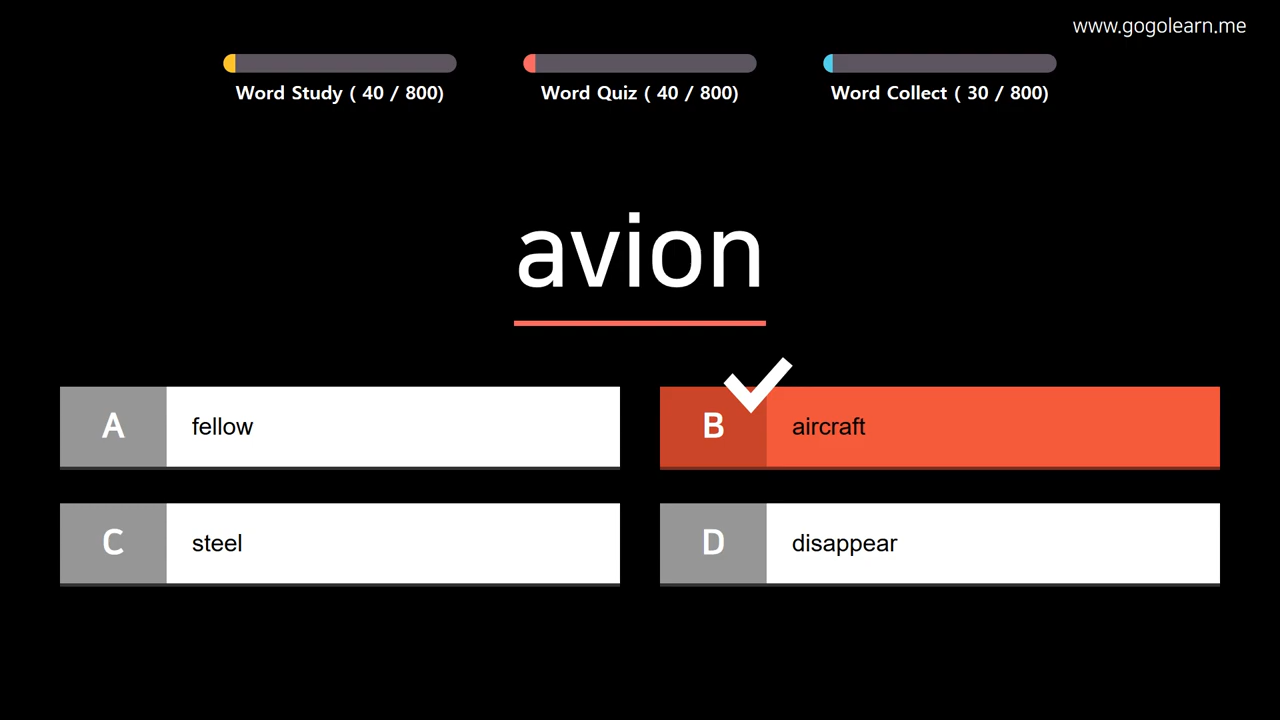 www.gogolearn.me
Word Study ( 40 / 800)
Word Quiz ( 40 / 800)
Word Collect ( 30 / 800)
avion
A
fellow
B
aircraft
C
steel
D
disappear